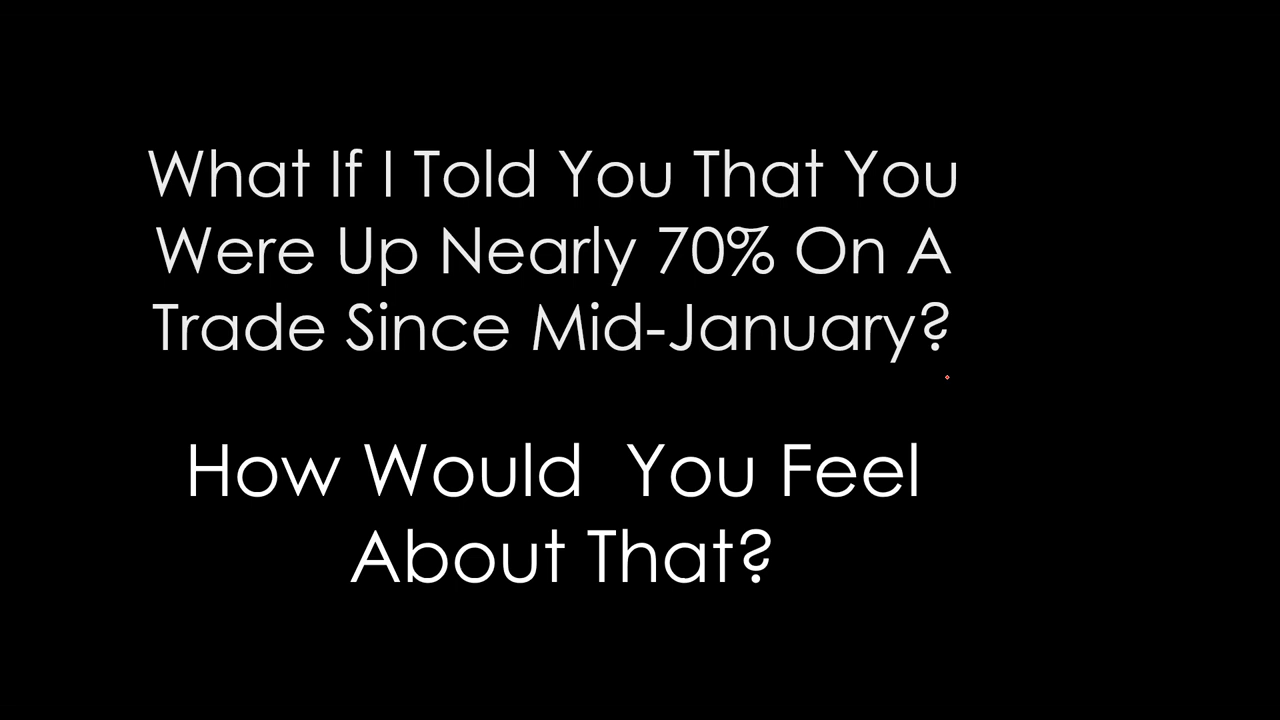 What If I Told You That You
Were Up Nearly 70% On A
Trade Since Mid-January?
How Would  You Feel
About That?